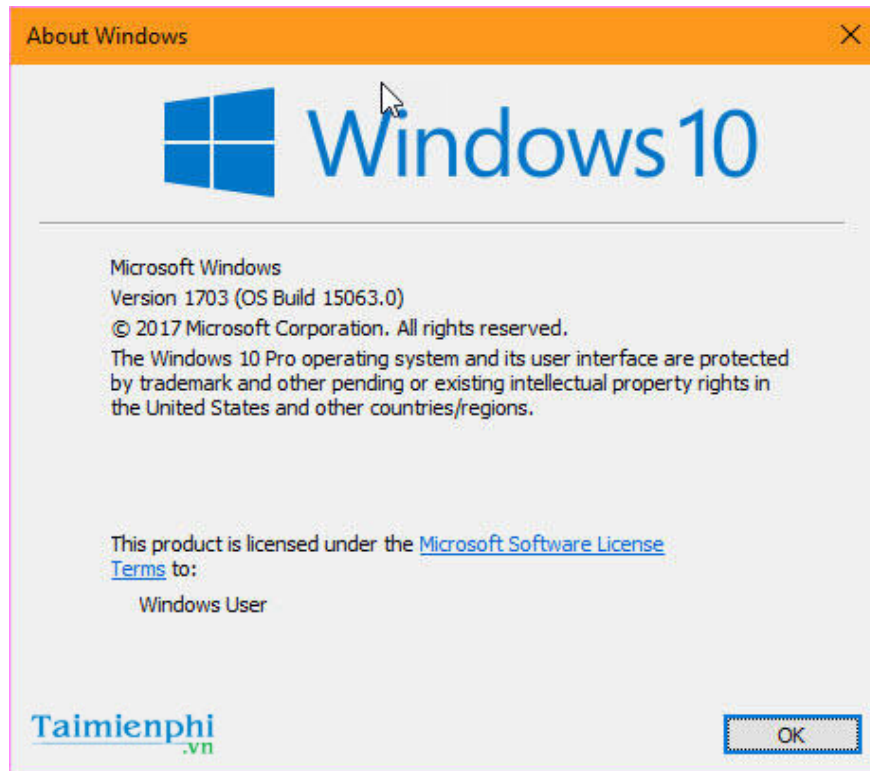 About Windows
Windows 10
Microsoft Windows
Version 1703 (OS Build 15063.0)
© 2017 Microsoft Corporation. All rights reserved.
The Windows 10 Pro operating system and its user interface are protected
by trademark and other pending or existing intellectual property rights in
the United States and other countries/regions.
This product is licensed under the Microsoft Software License
Terms to:
Windows User
Taimienphi
.vn
OK